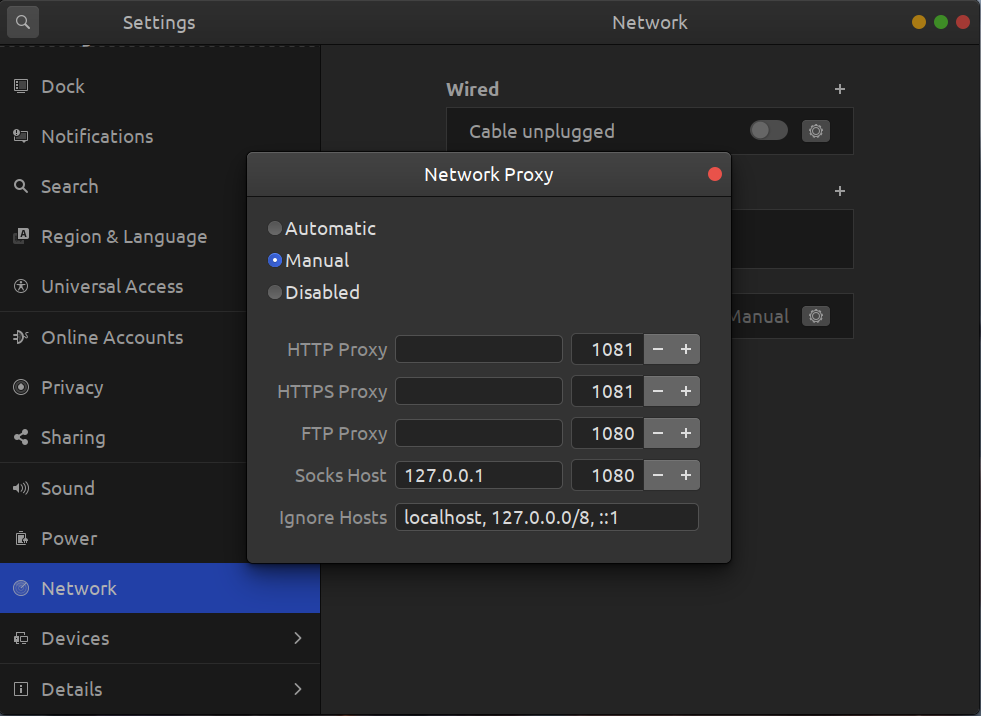 Settings
Network
Dock
Notifications
Search
Region & Language
Universal Access
Online Accounts
Privacy
Sharing
Sound
Power
Network
Devices
Details
Wired
Cable unplugged
Manual
Network Proxy
Automatic
Manual
Disabled
HTTP Proxy 1081 − +
HTTPS Proxy 1081 − +
FTP Proxy 1080 − +
Socks Host 127.0.0.1 1080 − +
Ignore Hosts localhost, 127.0.0.0/8, ::1